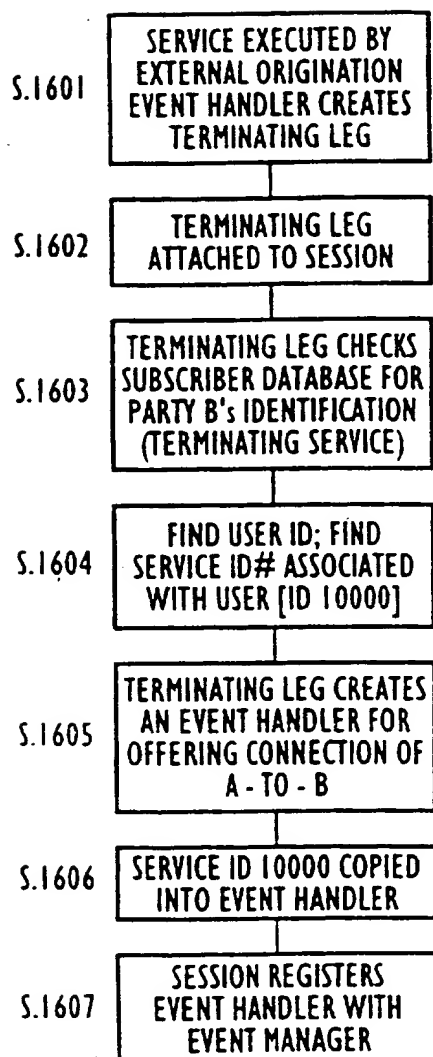 SERVICE EXECUTED BY
EXTERNAL ORIGINATION
S.1601
EVENT HANDLER CREATES
TERMINATING LEG
TERMINATING LEG
S.1602
ATTACHED TO SESSION
TERMINATING LEG CHECKS
SUBSCRIBER DATABASE FOR
S.1603
PARTY B's IDENTIFICATION
(TERMINATING SERVICE)
FIND USER ID; FIND
S.1604
SERVICE ID# ASSOCIATED
WITH USER [ID 10000]
TERMINATING LEG CREATES
AN EVENT HANDLER FOR
S.1605
OFFERING CONNECTION OF
A - TO - B
S.1606
SERVICE ID 10000 COPIED
INTO EVENT HANDLER
SESSION REGISTERS
S.1607
EVENT HANDLER WITH
EVENT MANAGER